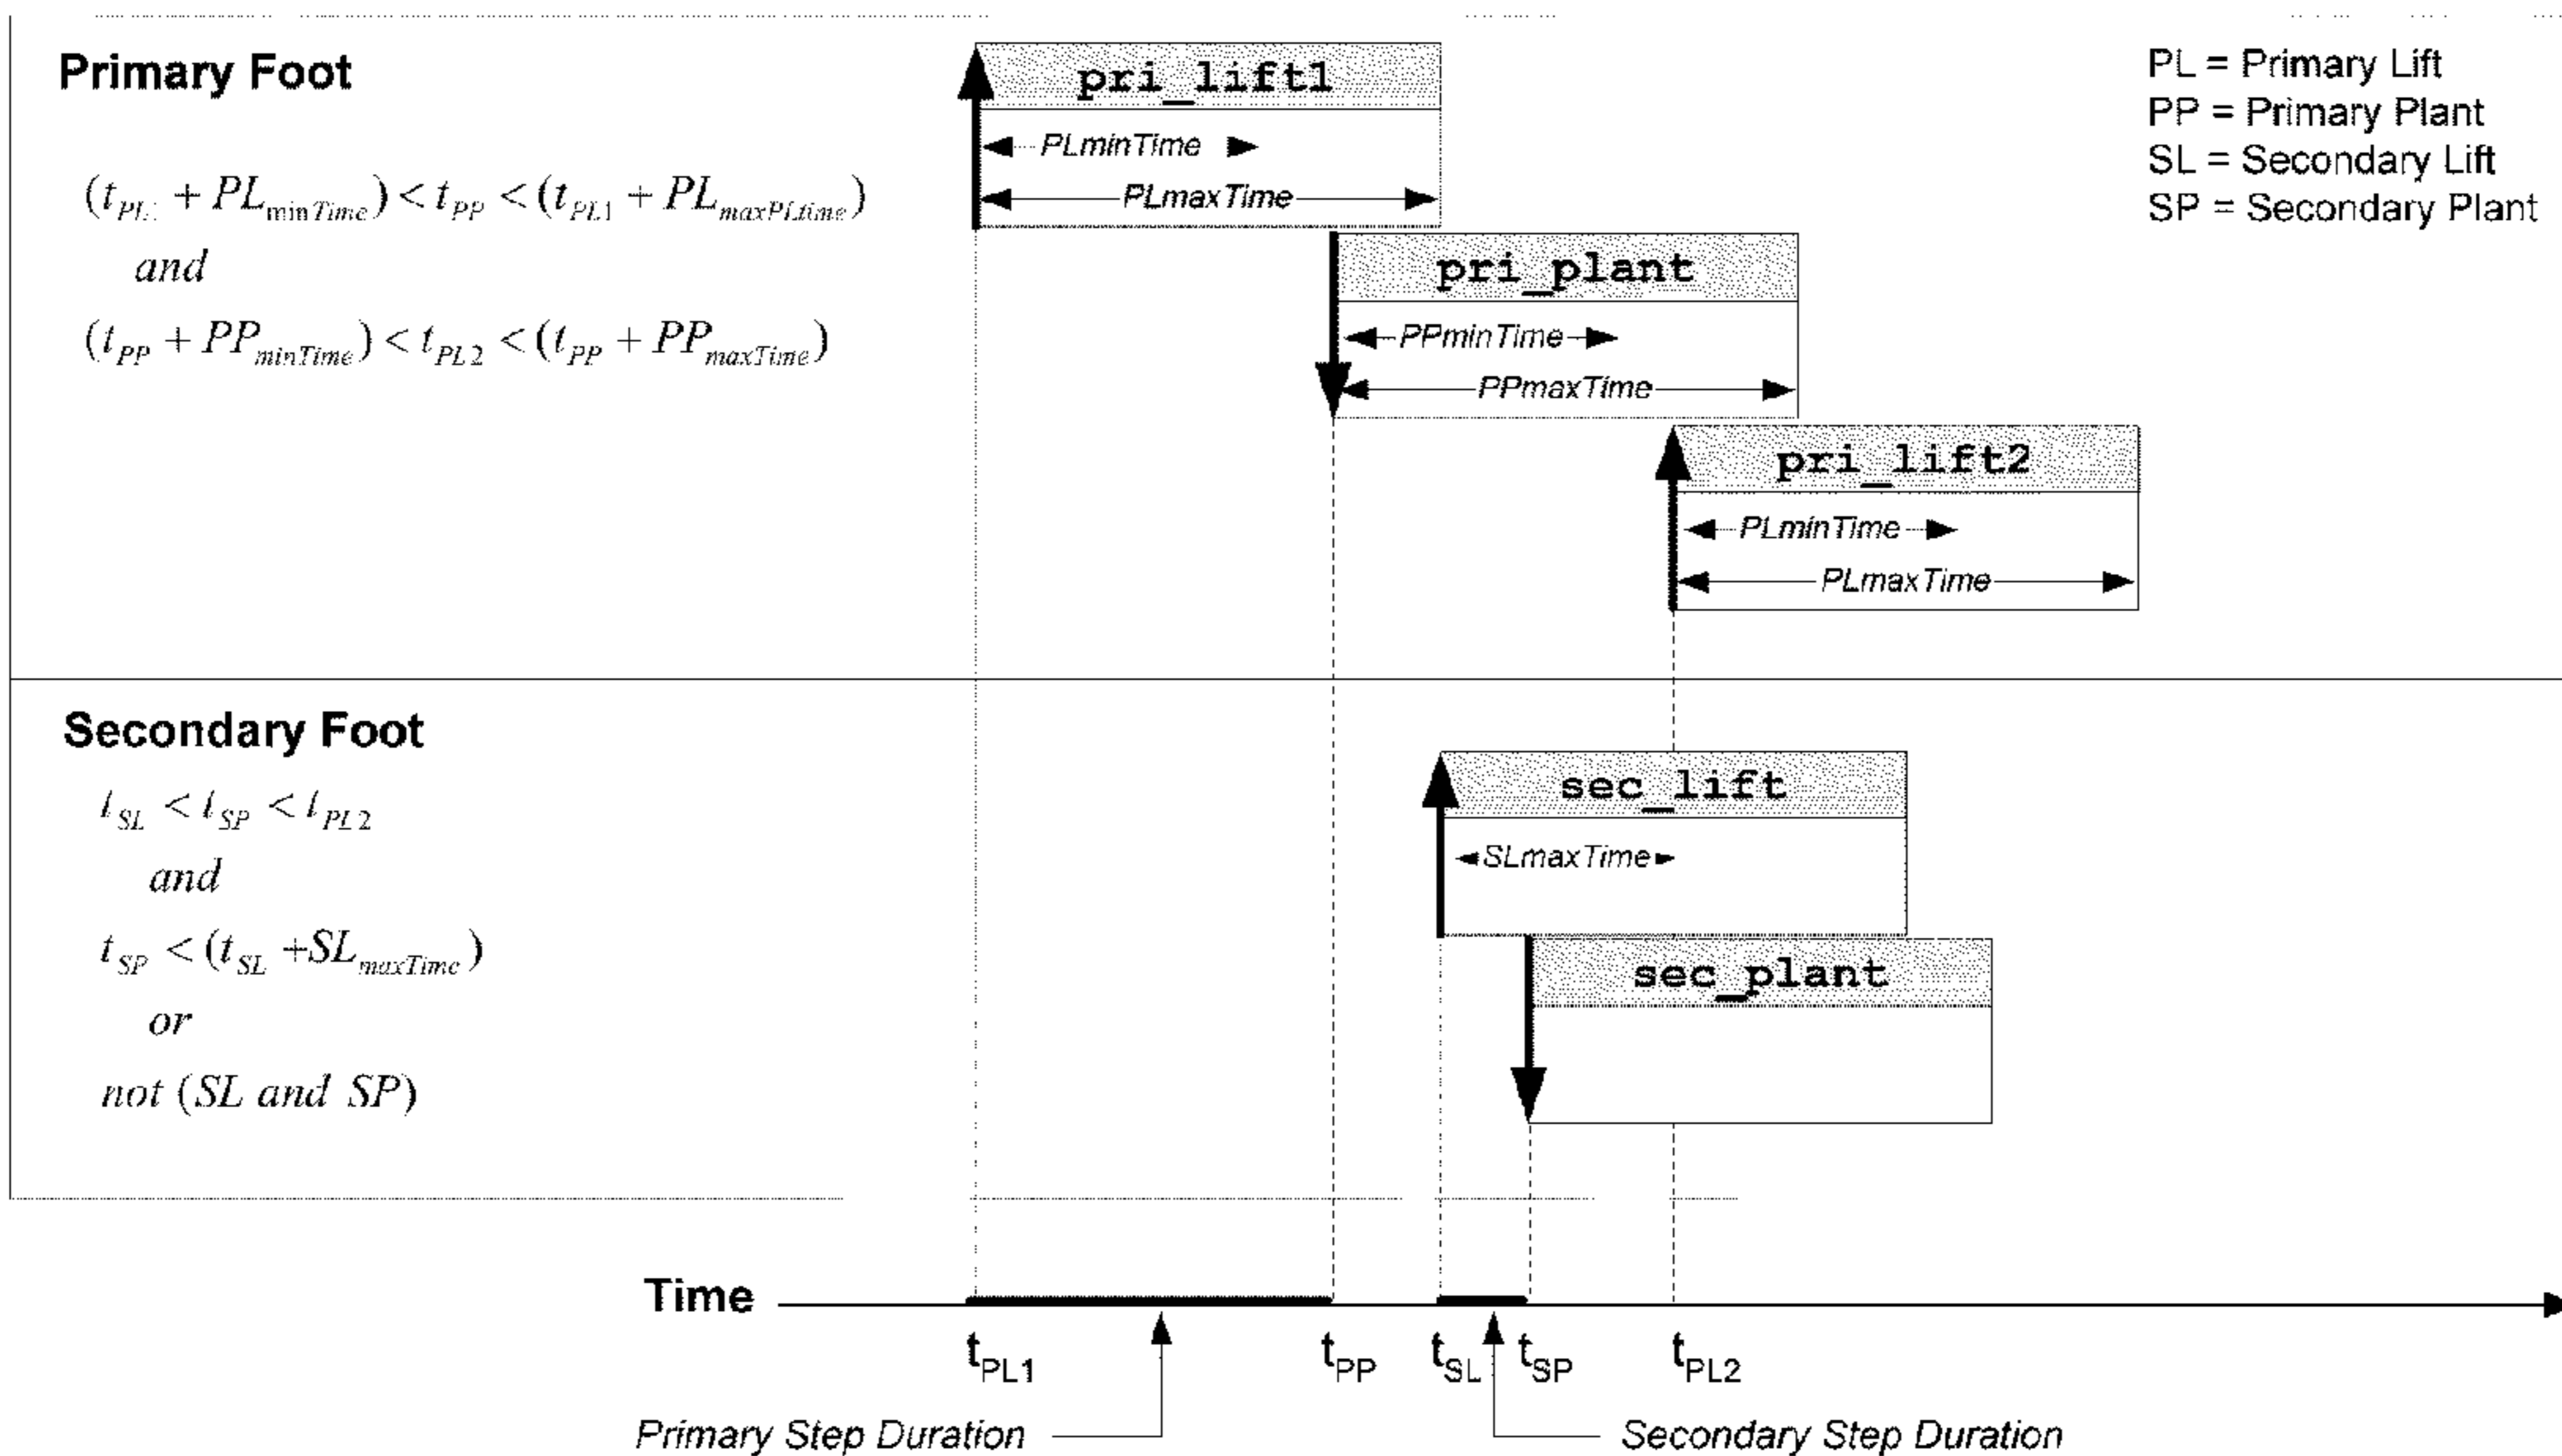 Primary Foot
(t_PL1 + PL_minTime) < t_PP < (t_PL1 + PL_maxPLtime)
and
(t_PP + PP_minTime) < t_PL2 < (t_PP + PP_maxTime)
pri_lift1
PLminTime
PLmaxTime
pri_plant
PPminTime
PPmaxTime
pri_lift2
PLminTime
PLmaxTime
PL = Primary Lift
PP = Primary Plant
SL = Secondary Lift
SP = Secondary Plant
Secondary Foot
t_SL < t_SP < t_PL2
and
t_SP < (t_SL +SL_maxTime)
or
not (SL and SP)
sec_lift
SLmaxTime
sec_plant
Time
t_PL1 t_PP t_SL t_SP t_PL2
Primary Step Duration Secondary Step Duration